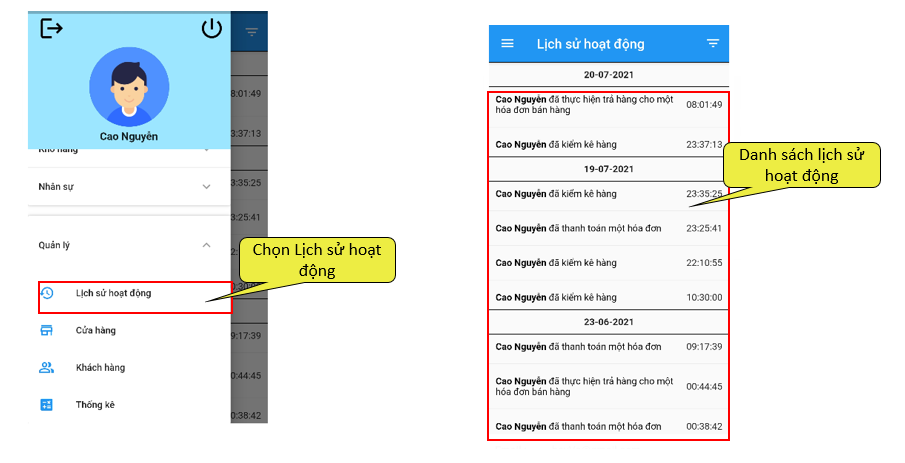 Cao Nguyên
Kho hàng
Nhân sự
Quản lý
Lịch sử hoạt động
Cửa hàng
Khách hàng
Thống kê
8:01:49
3:37:13
3:35:25
3:25:41
9:17:39
0:44:45
0:38:42
Chọn Lịch sử hoạt
động
Lịch sử hoạt động
20-07-2021
Cao Nguyên đã thực hiện trả hàng cho một
hóa đơn bán hàng
08:01:49
Cao Nguyên đã kiểm kê hàng 23:37:13
19-07-2021
Cao Nguyên đã kiểm kê hàng 23:35:25
Cao Nguyên đã thanh toán một hóa đơn 23:25:41
Cao Nguyên đã kiểm kê hàng 22:10:55
Cao Nguyên đã kiểm kê hàng 10:30:00
23-06-2021
Cao Nguyên đã thanh toán một hóa đơn 09:17:39
Cao Nguyên đã thực hiện trả hàng cho một
hóa đơn bán hàng
00:44:45
Cao Nguyên đã thanh toán một hóa đơn 00:38:42
Danh sách lịch sử
hoạt động